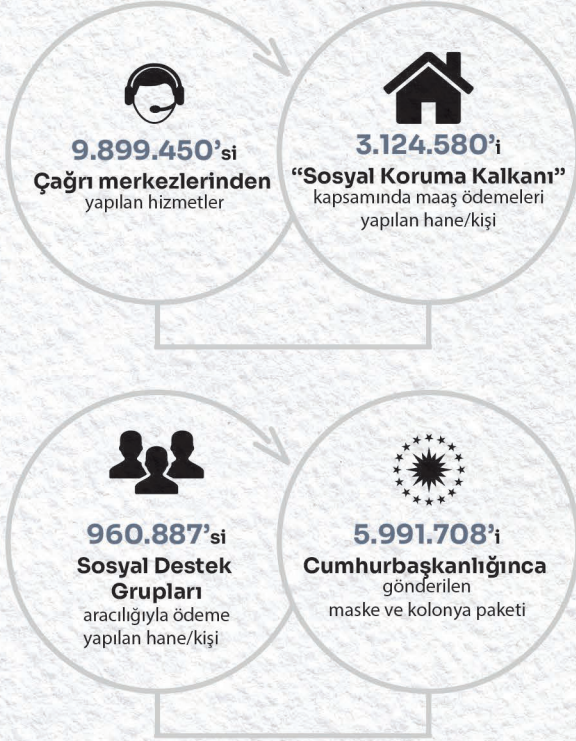 9.899.450’si
Çağrı merkezlerinden
yapılan hizmetler
3.124.580’i
“Sosyal Koruma Kalkanı”
kapsamında maaş ödemeleri
yapılan hane/kişi
960.887’si
Sosyal Destek
Grupları
aracılığıyla ödeme
yapılan hane/kişi
5.991.708’i
Cumhurbaşkanlığınca
gönderilen
maske ve kolonya paketi